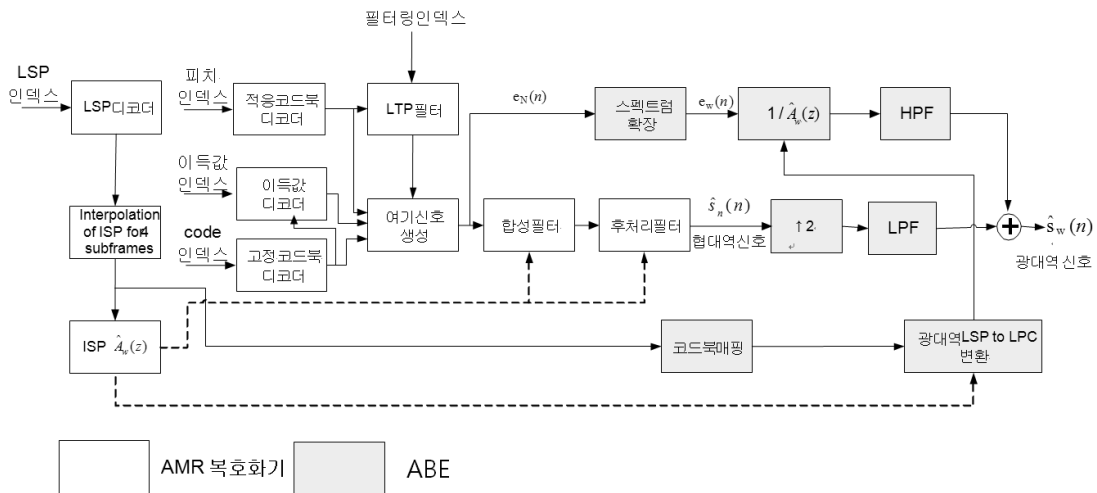 필터링인덱스
LSP
인덱스
LSP디코더
피치
인덱스
적응코드북
디코더
LTP필터
e_N(n)
스펙트럼
확장
e_w(n)
1 / Â_w(z)
HPF
이득값
인덱스
이득값
디코더
Interpolation
of ISP for4
subframes
여기신호
생성
합성필터
후처리필터
ŝ_n(n)
협대역신호
↑2
LPF
ŝ_w(n)
광대역신호
code
인덱스
고정코드북
디코더
ISP Â_w(z)
코드북매핑
광대역LSP to LPC
변환
AMR 복호화기
ABE